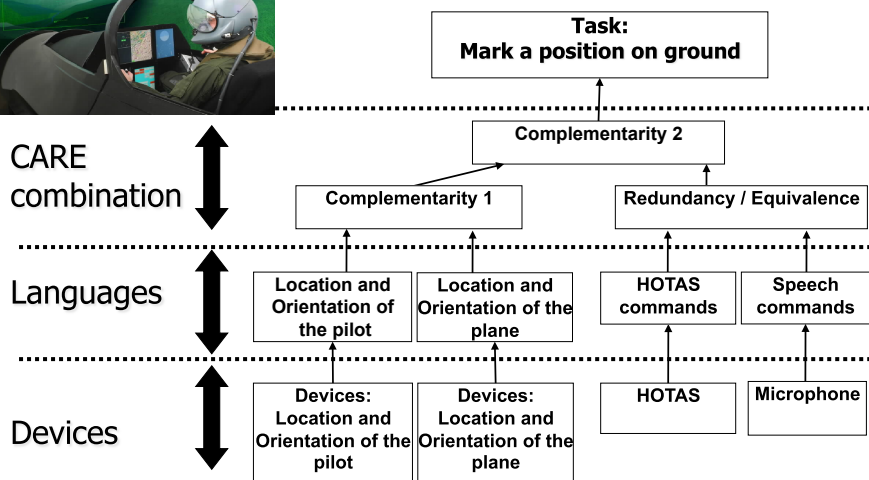 Task:
Mark a position on ground
CARE
combination
Complementarity 2
Complementarity 1
Redundancy / Equivalence
Languages
Location and
Orientation of
the pilot
Location and
Orientation of the
plane
HOTAS
commands
Speech
commands
Devices
Devices:
Location and
Orientation of the
pilot
Devices:
Location and
Orientation of the
plane
HOTAS
Microphone